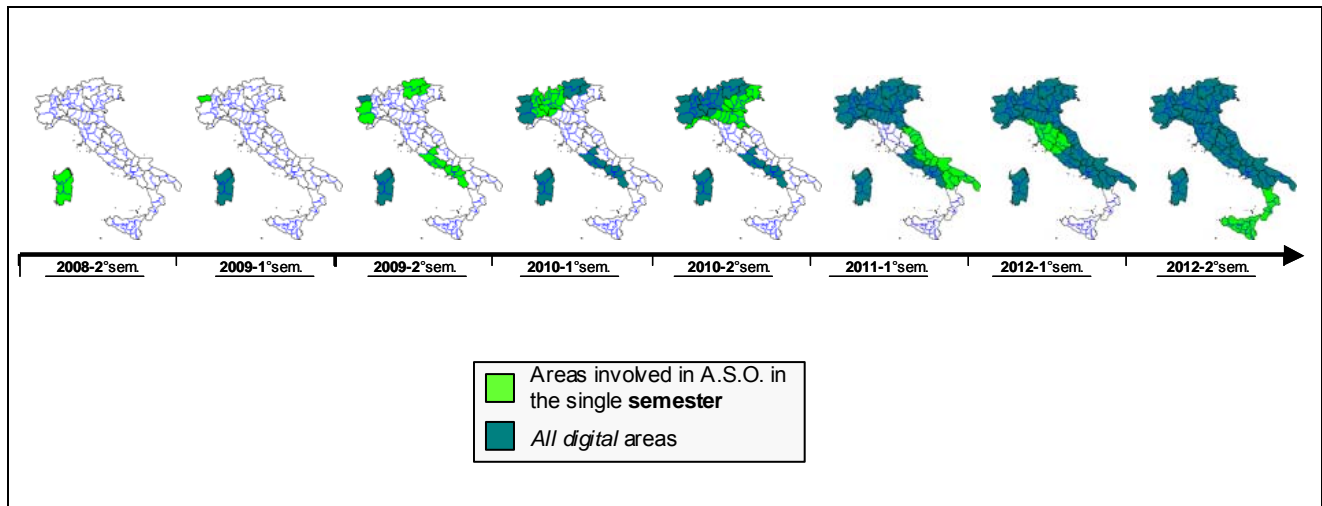 2008-2°sem.
2009-1°sem.
2009-2°sem.
2010-1°sem.
2010-2°sem.
2011-1°sem.
2012-1°sem.
2012-2°sem.
Areas involved in A.S.O. in
the single semester
All digital areas